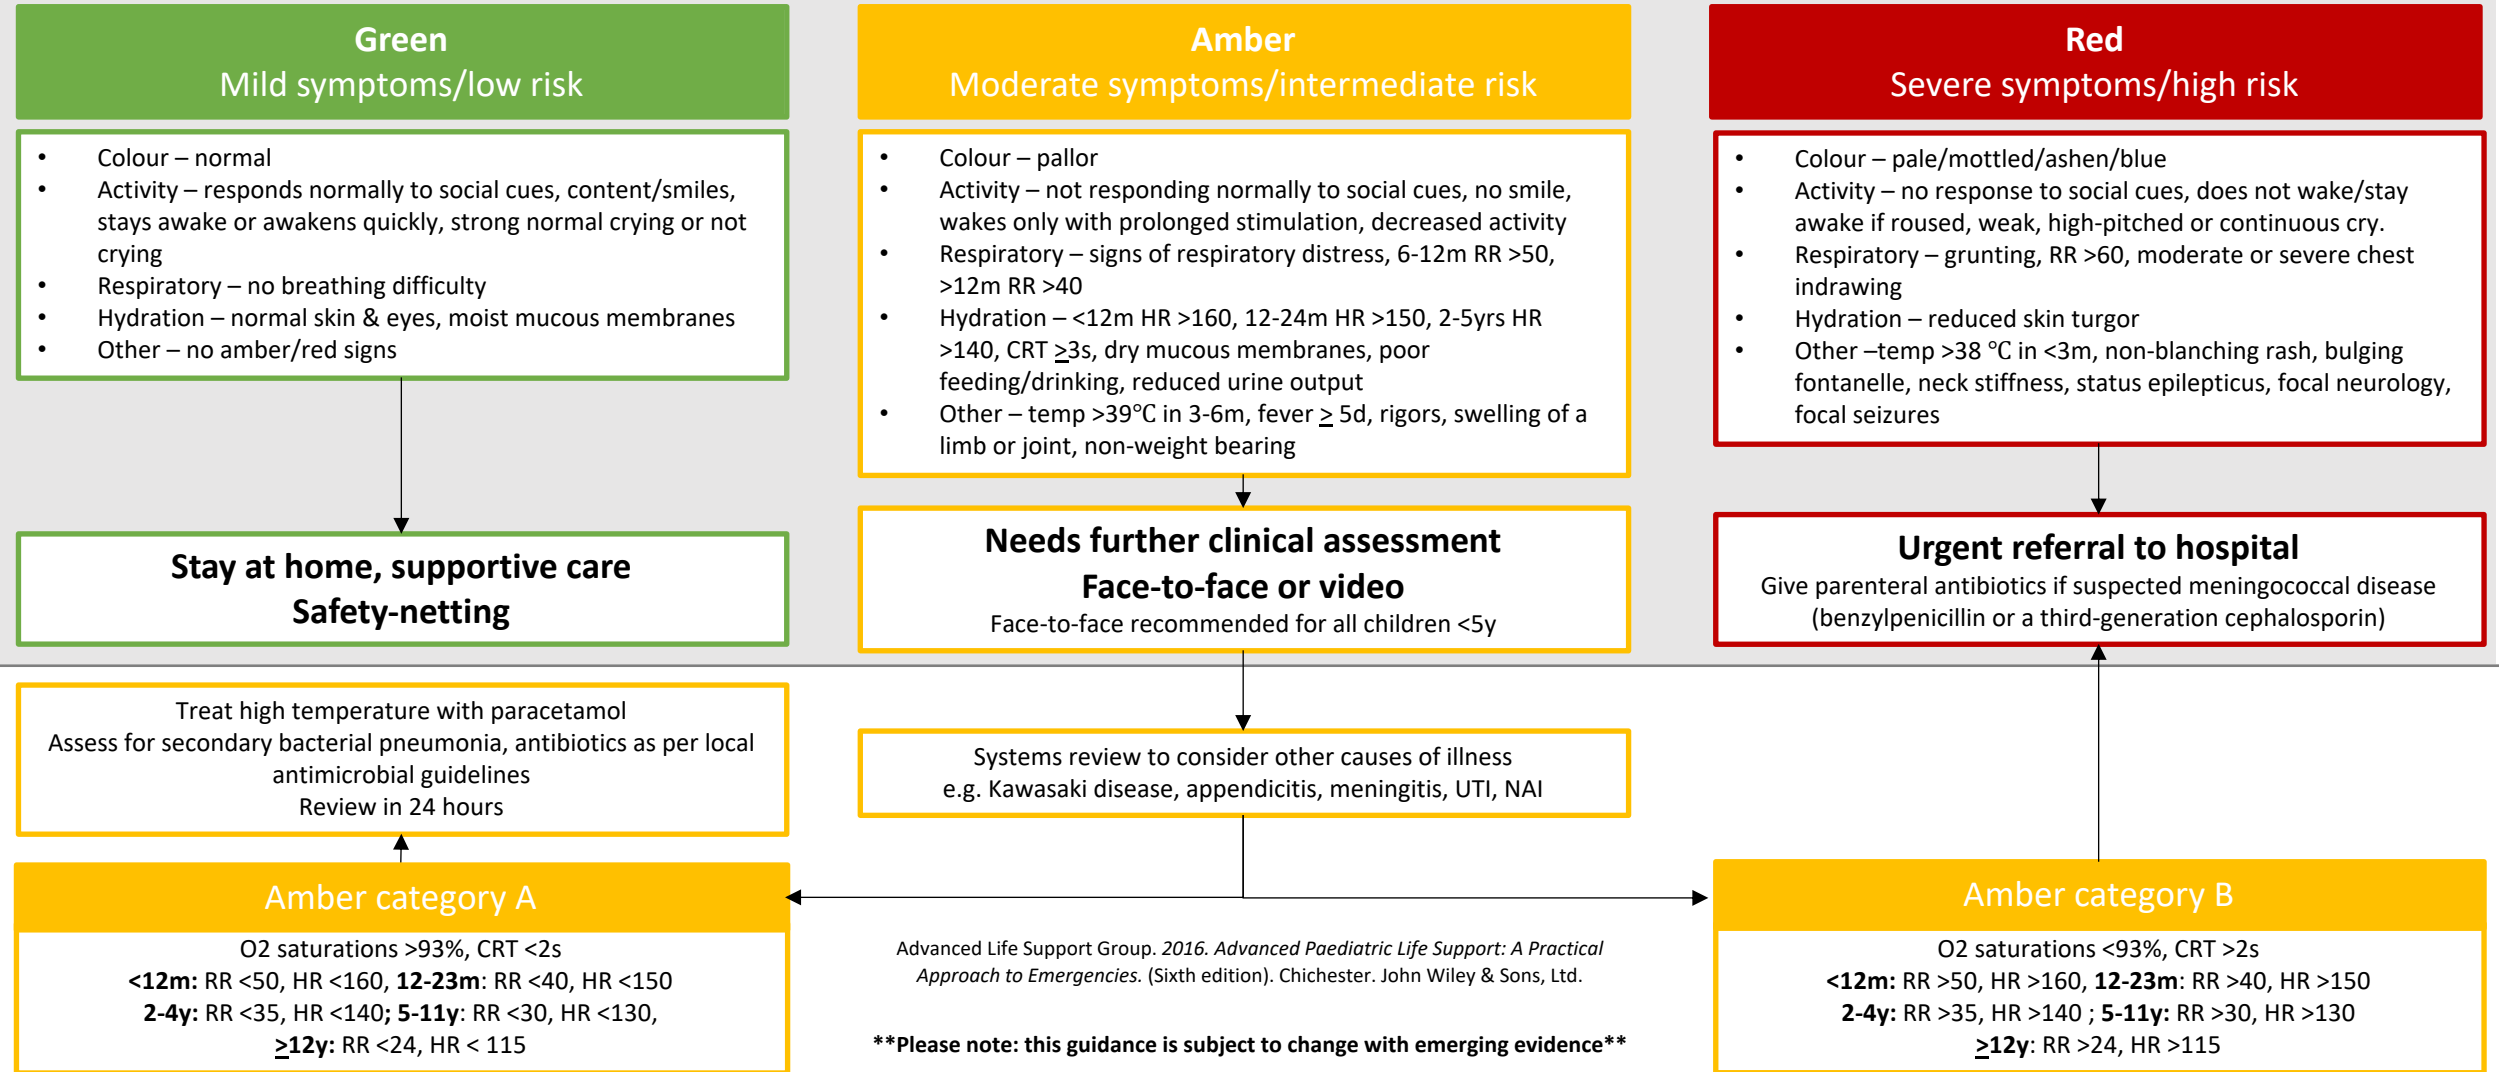 Green
Mild symptoms/low risk
• Colour – normal
• Activity – responds normally to social cues, content/smiles,
stays awake or awakens quickly, strong normal crying or not
crying
• Respiratory – no breathing difficulty
• Hydration – normal skin & eyes, moist mucous membranes
• Other – no amber/red signs
Stay at home, supportive care
Safety-netting
Amber
Moderate symptoms/intermediate risk
• Colour – pallor
• Activity – not responding normally to social cues, no smile,
wakes only with prolonged stimulation, decreased activity
• Respiratory – signs of respiratory distress, 6-12m RR >50,
>12m RR >40
• Hydration – <12m HR >160, 12-24m HR >150, 2-5yrs HR
>140, CRT ≥3s, dry mucous membranes, poor
feeding/drinking, reduced urine output
• Other – temp >39℃ in 3-6m, fever ≥ 5d, rigors, swelling of a
limb or joint, non-weight bearing
Needs further clinical assessment
Face-to-face or video
Face-to-face recommended for all children <5y
Red
Severe symptoms/high risk
• Colour – pale/mottled/ashen/blue
• Activity – no response to social cues, does not wake/stay
awake if roused, weak, high-pitched or continuous cry.
• Respiratory – grunting, RR >60, moderate or severe chest
indrawing
• Hydration – reduced skin turgor
• Other –temp >38 ℃ in <3m, non-blanching rash, bulging
fontanelle, neck stiffness, status epilepticus, focal neurology,
focal seizures
Urgent referral to hospital
Give parenteral antibiotics if suspected meningococcal disease
(benzylpenicillin or a third-generation cephalosporin)
Treat high temperature with paracetamol
Assess for secondary bacterial pneumonia, antibiotics as per local
antimicrobial guidelines
Review in 24 hours
Systems review to consider other causes of illness
e.g. Kawasaki disease, appendicitis, meningitis, UTI, NAI
Amber category A
O2 saturations >93%, CRT <2s
<12m: RR <50, HR <160, 12-23m: RR <40, HR <150
2-4y: RR <35, HR <140; 5-11y: RR <30, HR <130,
≥12y: RR <24, HR < 115
Advanced Life Support Group. 2016. Advanced Paediatric Life Support: A Practical
Approach to Emergencies. (Sixth edition). Chichester. John Wiley & Sons, Ltd.
**Please note: this guidance is subject to change with emerging evidence**
Amber category B
O2 saturations <93%, CRT >2s
<12m: RR >50, HR >160, 12-23m: RR >40, HR >150
2-4y: RR >35, HR >140 ; 5-11y: RR >30, HR >130
≥12y: RR >24, HR >115